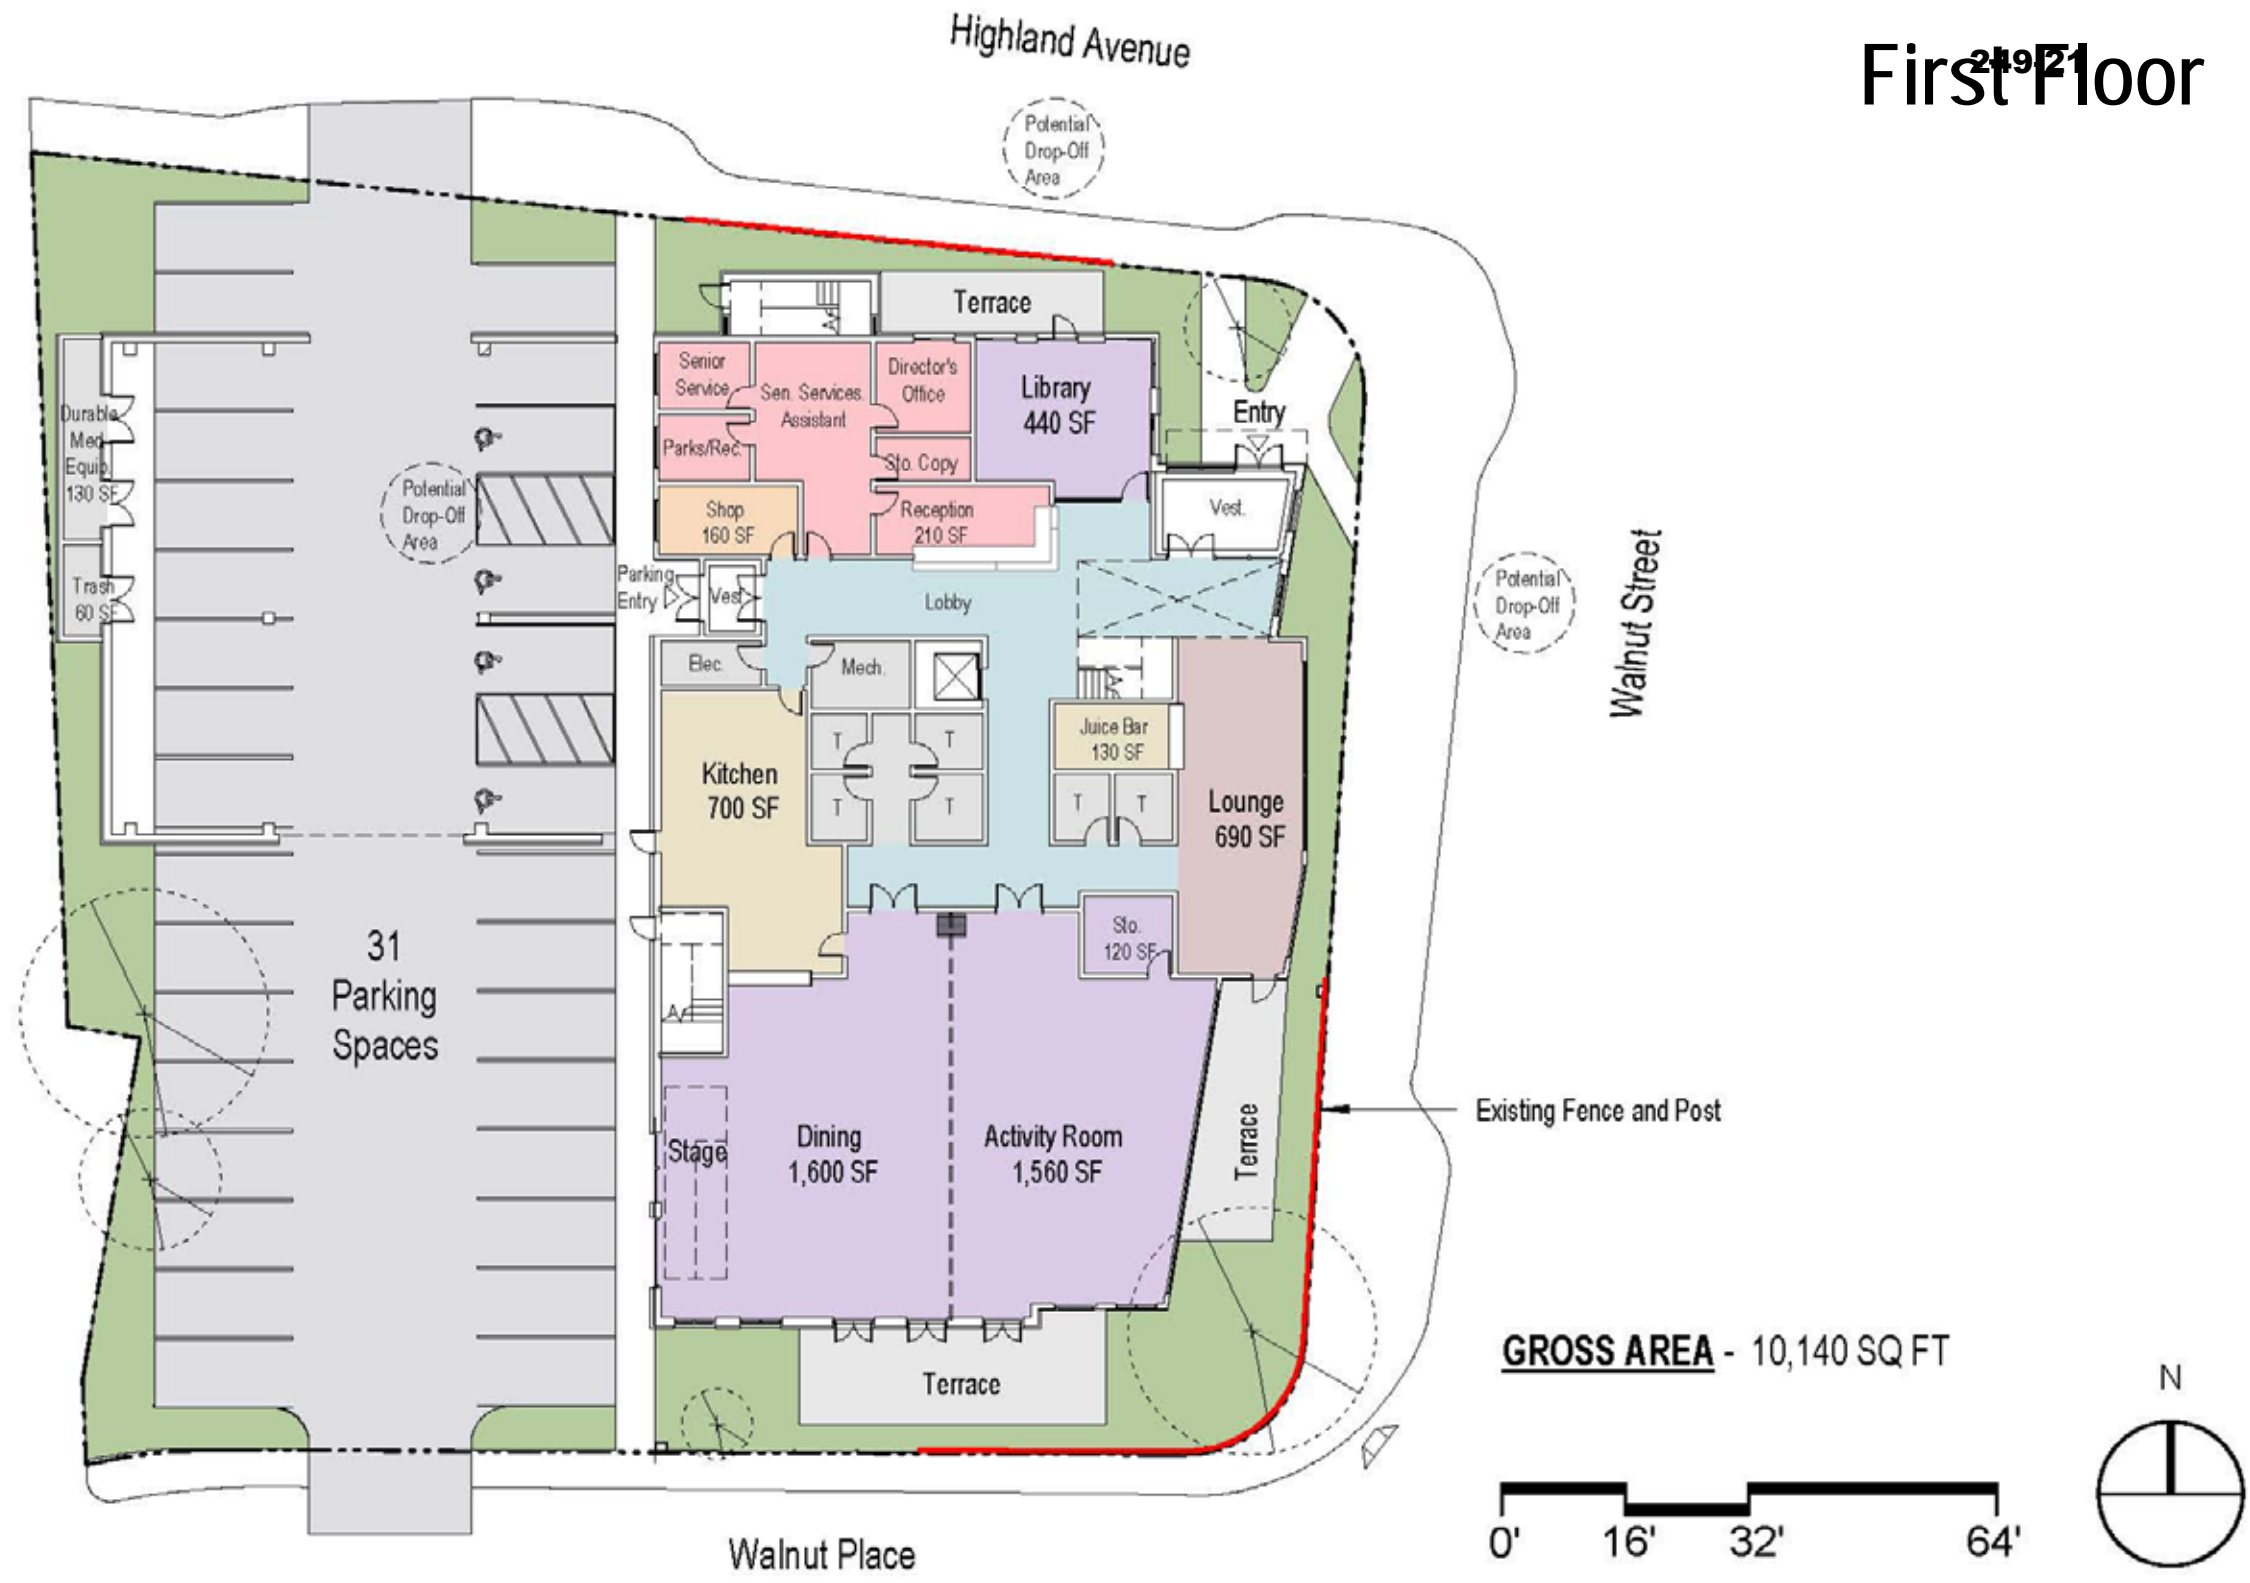 Highland Avenue
First Floor
249-21
Potential
Drop-Off
Area
Terrace
Senior
Service
Sen. Services.
Assistant
Director's
Office
Library
440 SF
Entry
Parks/Rec.
Sto. Copy
Durable
Med.
Equip.
130 SF
Potential
Drop-Off
Area
Shop
160 SF
Reception
210 SF
Vest.
Trash
60 SF
Parking
Entry
Vest.
Lobby
Potential
Drop-Off
Area
Walnut Street
Elec.
Mech.
Juice Bar
130 SF
T
T
T
T
T
T
Kitchen
700 SF
Lounge
690 SF
31
Parking
Spaces
Sto.
120 SF
Stage
Dining
1,600 SF
Activity Room
1,560 SF
Terrace
Existing Fence and Post
Terrace
GROSS AREA - 10,140 SQ FT
N
0' 16' 32' 64'
Walnut Place